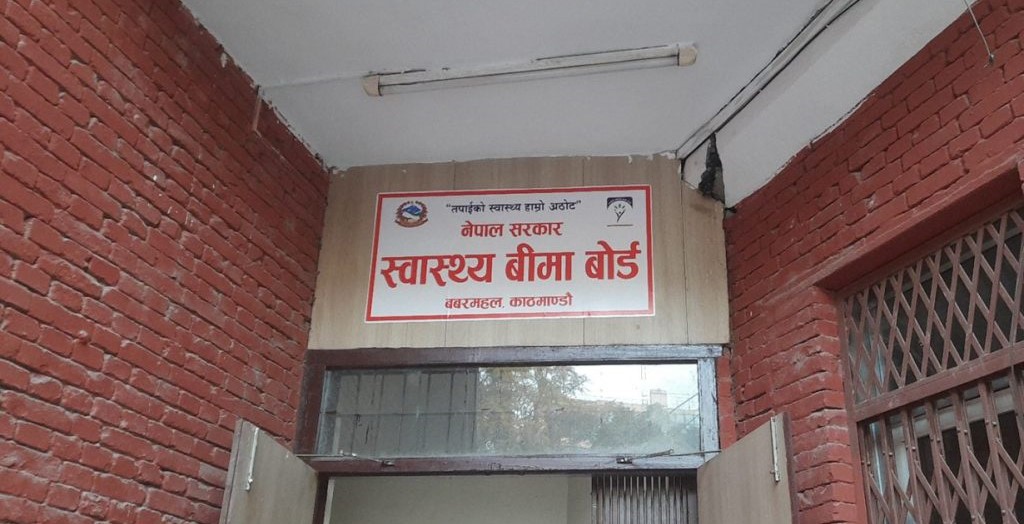 "तपाईको स्वास्थ्य हाम्रो अठोट"
नेपाल सरकार
स्वास्थ्य बीमा बोर्ड
बबरमहल, काठमाण्डौ